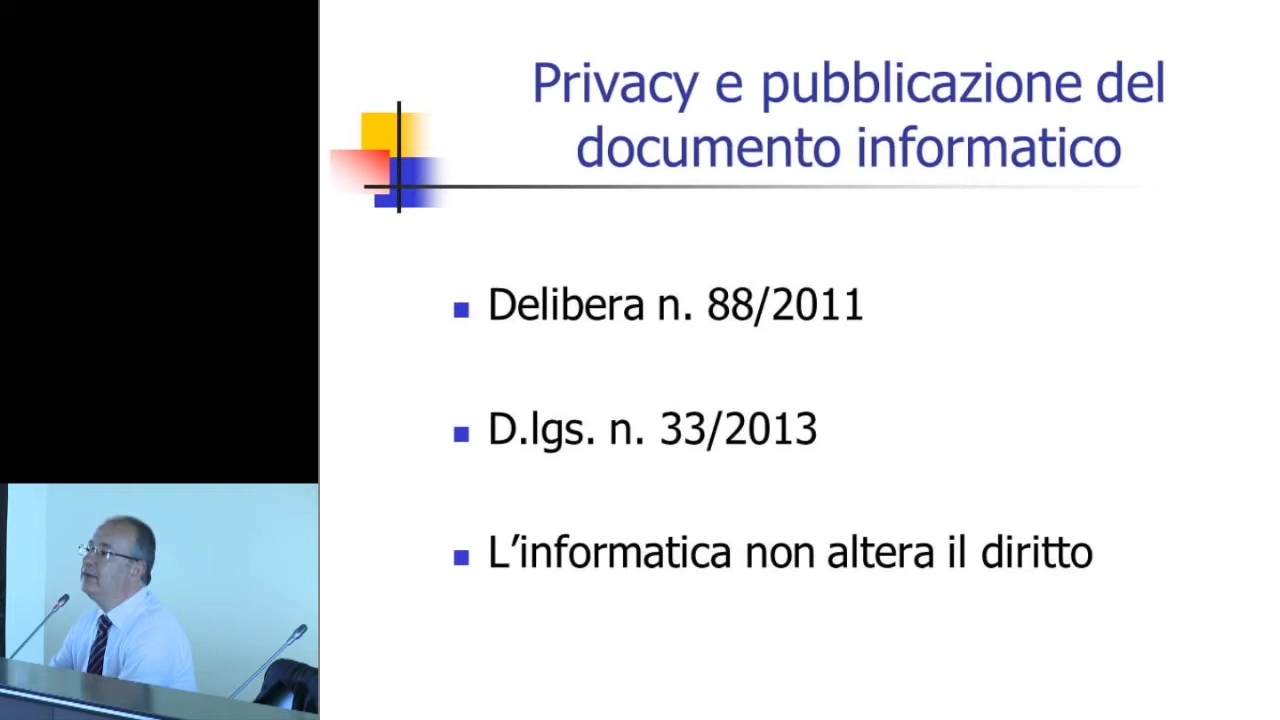 Privacy e pubblicazione del
documento informatico
Delibera n. 88/2011
D.lgs. n. 33/2013
L’informatica non altera il diritto